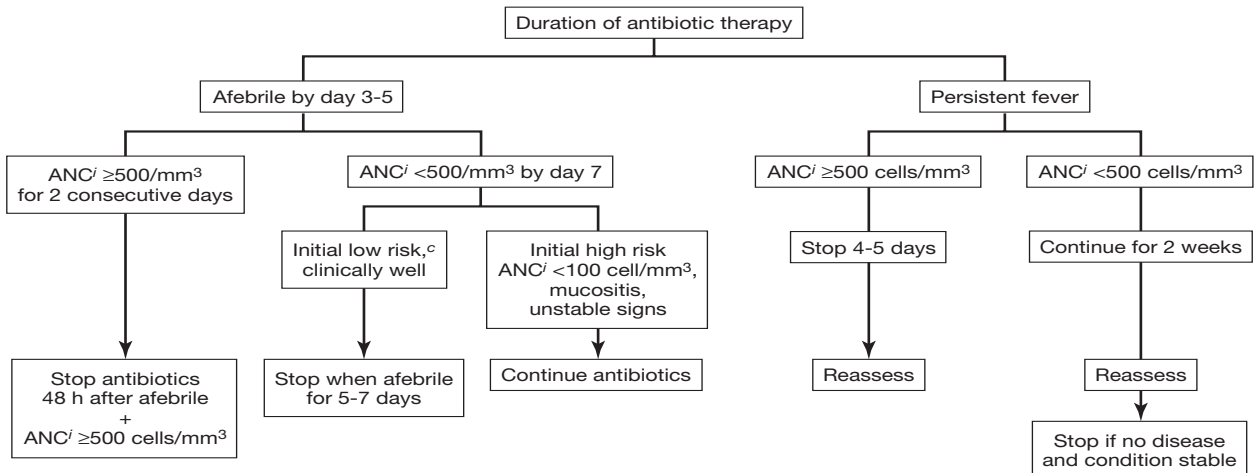 Duration of antibiotic therapy
Afebrile by day 3-5
Persistent fever
ANCⁱ ≥500/mm³
for 2 consecutive days
ANCⁱ <500/mm³ by day 7
ANCⁱ ≥500 cells/mm³
ANCⁱ <500 cells/mm³
Initial low risk,ᶜ
clinically well
Initial high risk
ANCⁱ <100 cell/mm³,
mucositis,
unstable signs
Stop 4-5 days
Continue for 2 weeks
Stop antibiotics
48 h after afebrile
+
ANCⁱ ≥500 cells/mm³
Stop when afebrile
for 5-7 days
Continue antibiotics
Reassess
Reassess
Stop if no disease
and condition stable